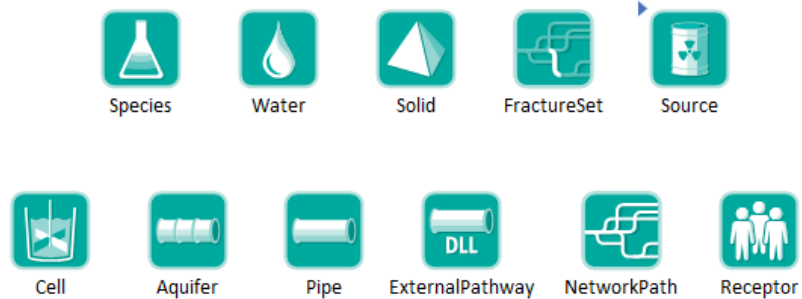 Species Water Solid FractureSet Source
DLL
Cell Aquifer Pipe ExternalPathway NetworkPath Receptor